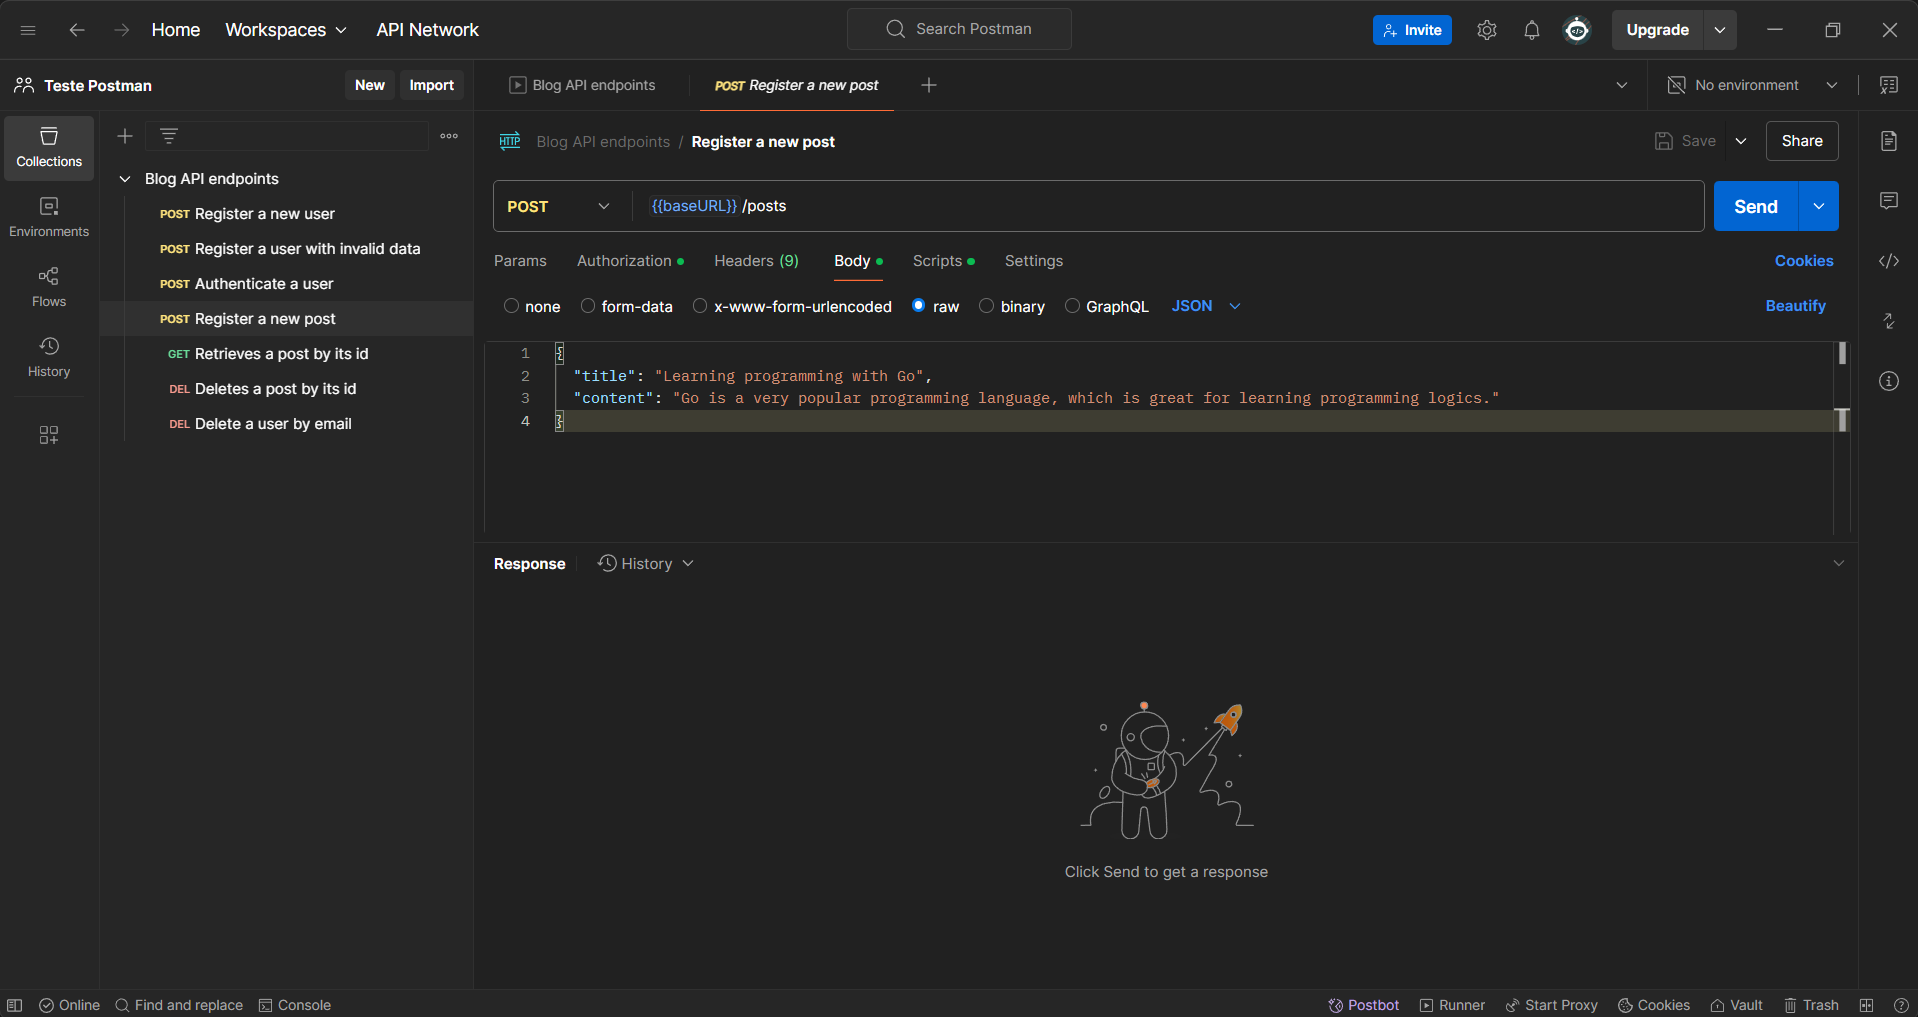 Home Workspaces API Network Search Postman Invite Upgrade
Teste Postman New Import Blog API endpoints POST Register a new post No environment
Collections
Environments
Flows
History
Blog API endpoints
POST Register a new user
POST Register a user with invalid data
POST Authenticate a user
POST Register a new post
GET Retrieves a post by its id
DEL Deletes a post by its id
DEL Delete a user by email
HTTP Blog API endpoints / Register a new post Save Share
POST {{baseURL}} /posts Send
Params Authorization Headers (9) Body Scripts Settings Cookies
none form-data x-www-form-urlencoded raw binary GraphQL JSON Beautify
1 {
2 "title": "Learning programming with Go",
3 "content": "Go is a very popular programming language, which is great for learning programming logics."
4 }
Response History
Click Send to get a response
Online Find and replace Console Postbot Runner Start Proxy Cookies Vault Trash